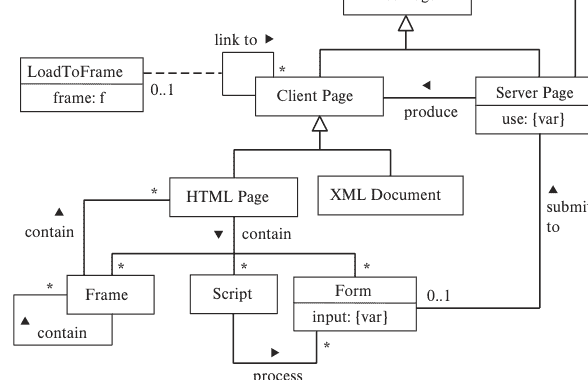 link to ►
*
LoadToFrame
frame: f
0..1
Client Page
◄
produce
Server Page
use: {var}
HTML Page
XML Document
*
▲
contain
▼ contain
▲
submit
to
*
*
*
*
Frame
Script
Form
input: {var}
0..1
▲
contain
*
►
process